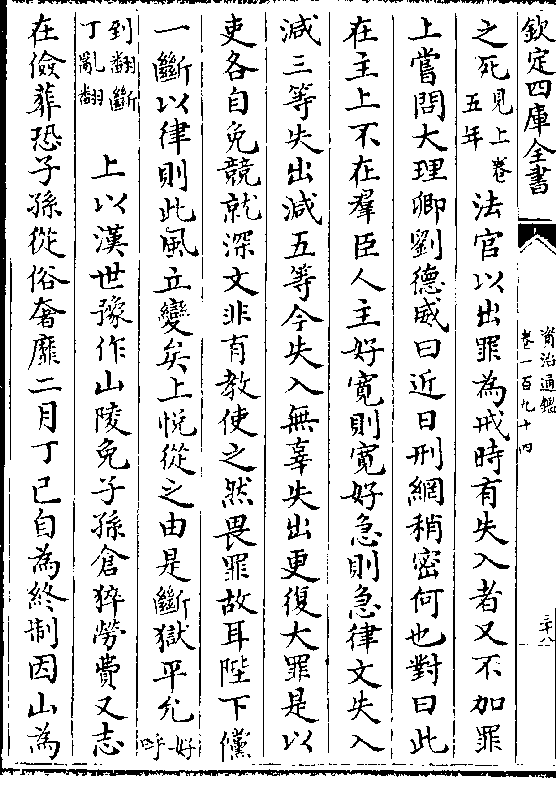 欽定四庫全書
資治通鑑
卷一百九十四
三十八
之死見上卷
五年法官以出罪為戒時有失入者又不加罪
上嘗問大理卿劉德威曰近日刑網稍密何也對曰此
在主上不在羣臣人主好寛則寛好急則急律文失入
減三等失出減五等今失入無辜失出更復大罪是以
吏各自免競就深文非有教使之然畏罪故耳陛下儻
一斷以律則此風立變矣上悅從之由是斷獄平允好
呼
到翻斷
丁亂翻上以漢世豫作山陵免子孫倉猝勞費又志
在儉葬恐子孫從俗奢靡二月丁巳自為終制因山為